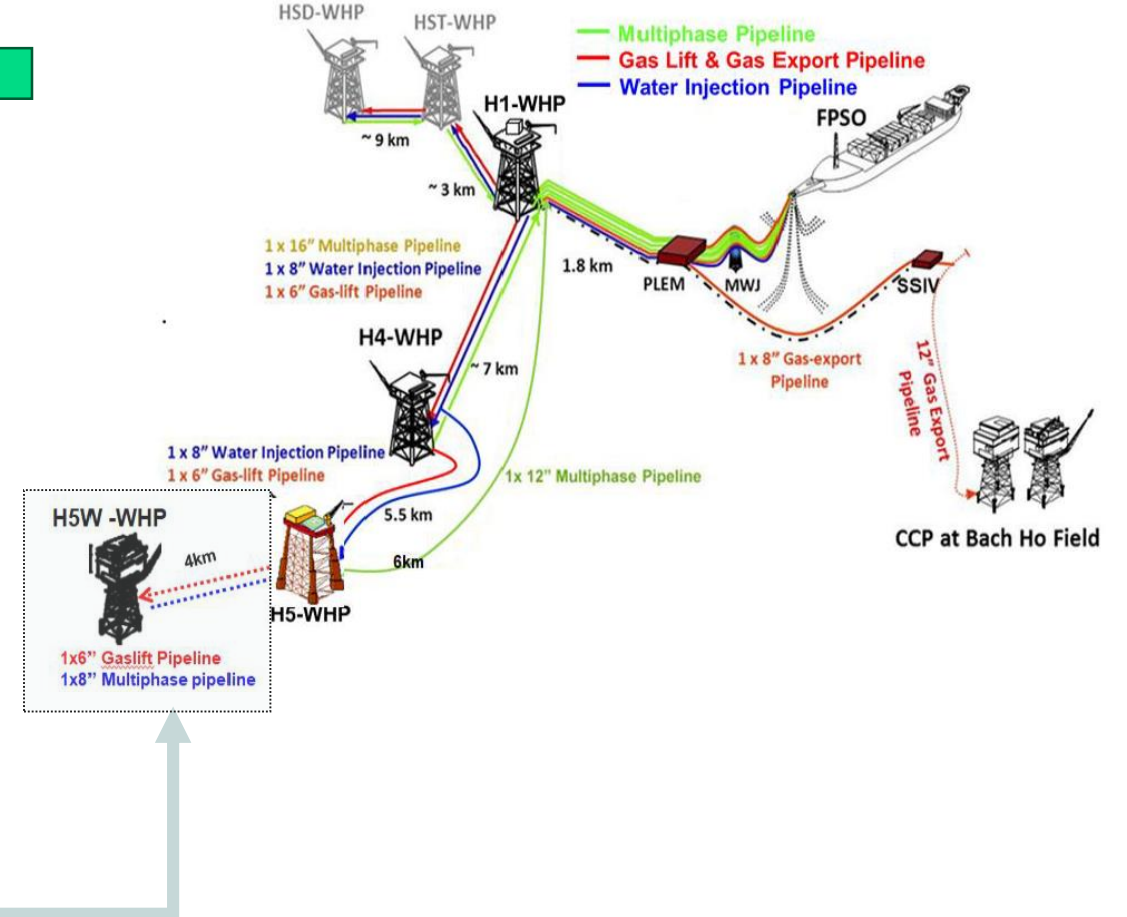 HSD-WHP
HST-WHP
Multiphase Pipeline
Gas Lift & Gas Export Pipeline
Water Injection Pipeline
H1-WHP
FPSO
~ 9 km
~ 3 km
1 x 16” Multiphase Pipeline
1 x 8” Water Injection Pipeline
1 x 6” Gas-lift Pipeline
1.8 km
PLEM
MWJ
SSIV
H4-WHP
~ 7 km
1 x 8” Gas-export
Pipeline
12” Gas Export
Pipeline
1 x 8” Water Injection Pipeline
1 x 6” Gas-lift Pipeline
1x 12” Multiphase Pipeline
H5W -WHP
4km
5.5 km
6km
CCP at Bach Ho Field
H5-WHP
1x6” Gaslift Pipeline
1x8” Multiphase pipeline